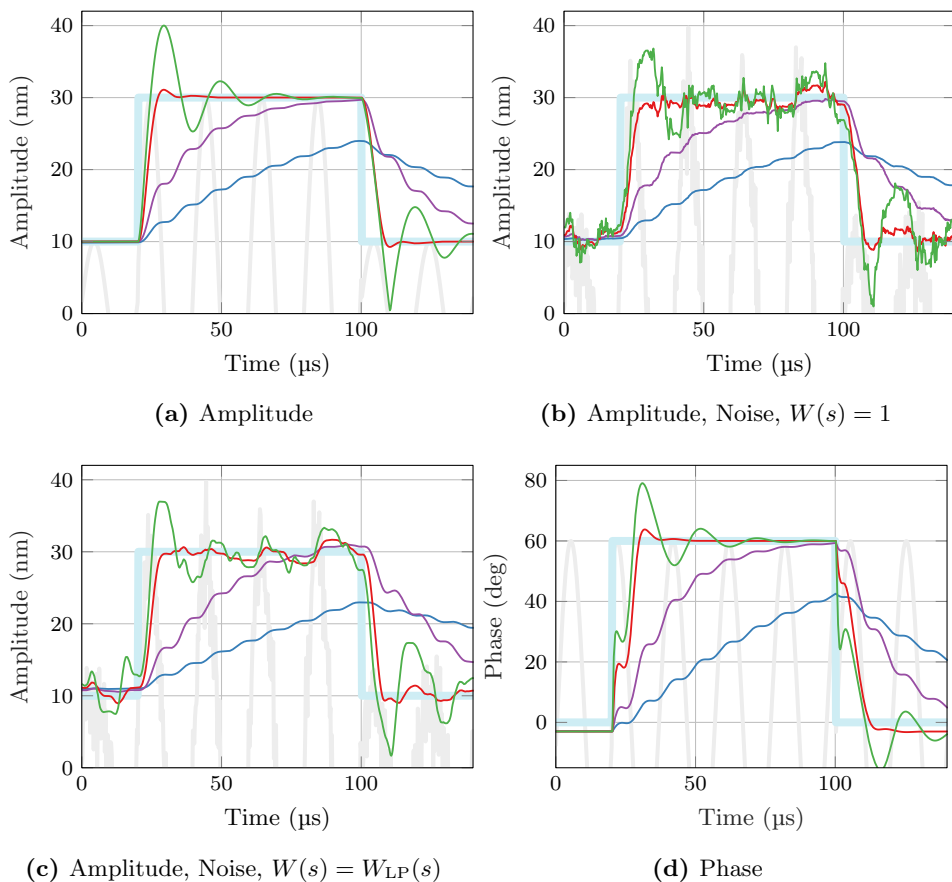 40
30
20
10
0
0
50
100
Amplitude (nm)
Time (µs)
(a) Amplitude
40
30
20
10
0
0
50
100
Amplitude (nm)
Time (µs)
(b) Amplitude, Noise, W(s) = 1
40
30
20
10
0
0
50
100
Amplitude (nm)
Time (µs)
(c) Amplitude, Noise, W(s) = W_LP(s)
80
60
40
20
0
0
50
100
Phase (deg)
Time (µs)
(d) Phase